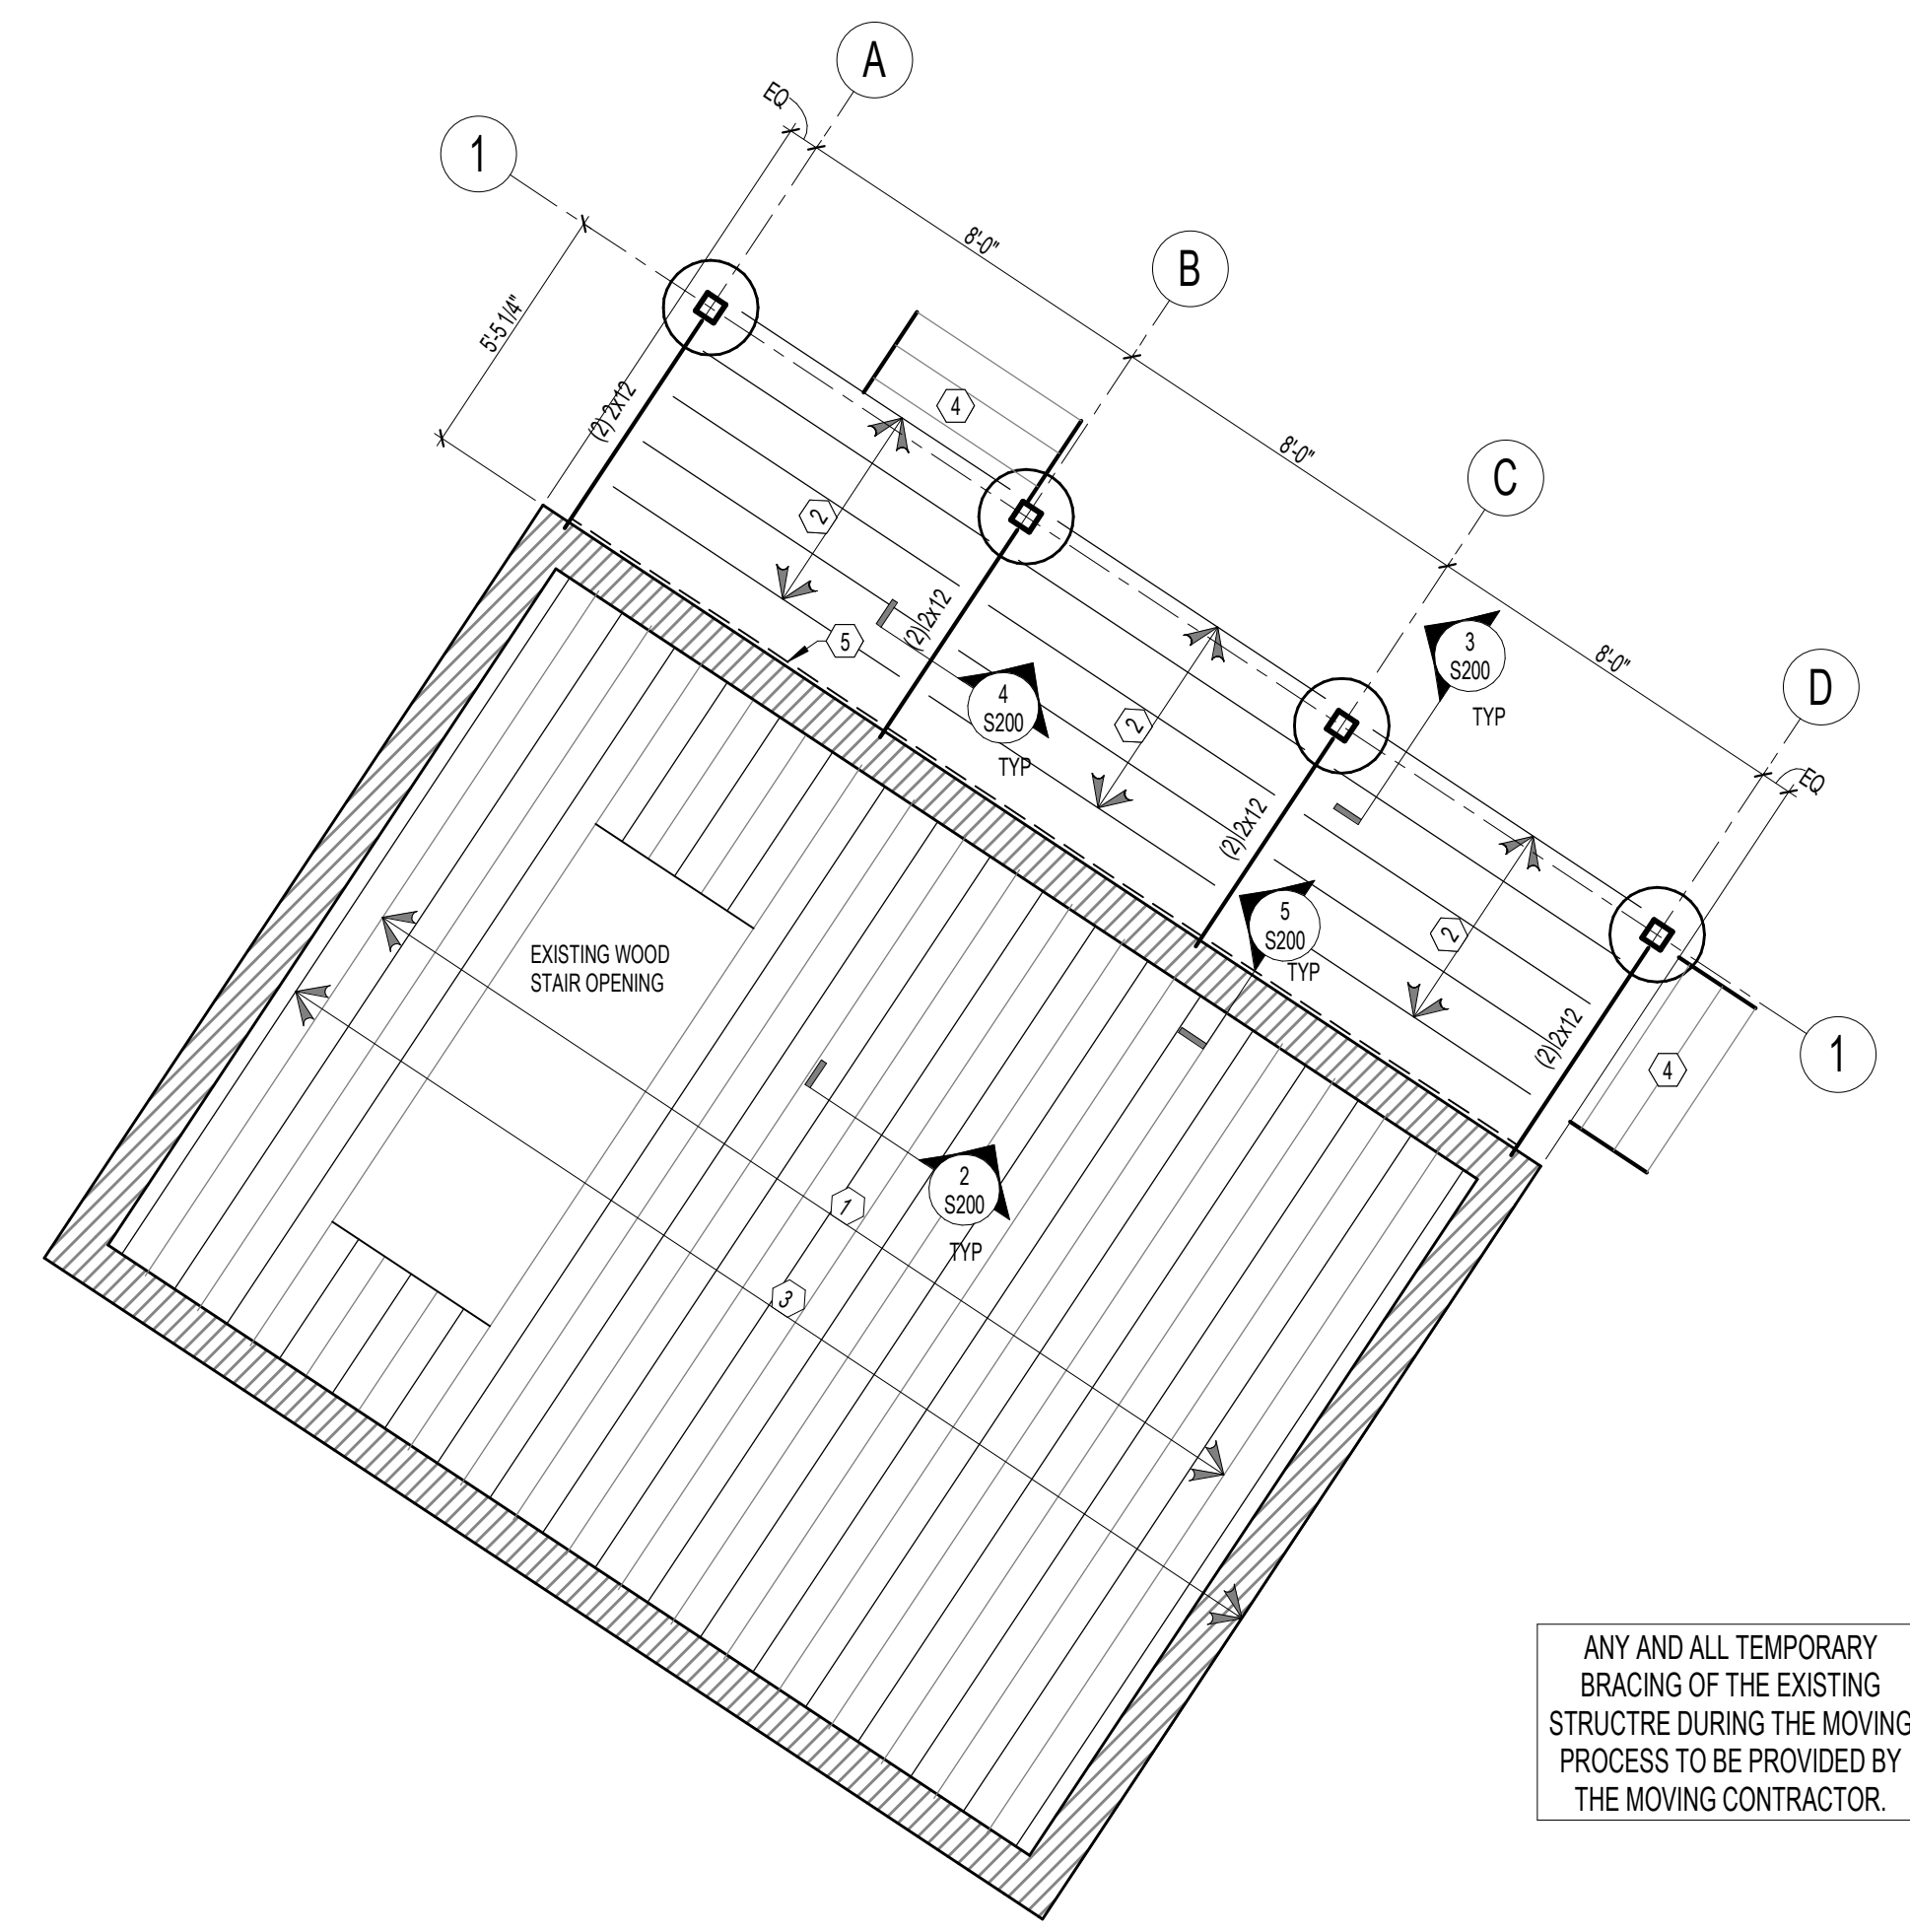 A
EQ
1
8'-0"
B
5'-5 1/4"
4
(2) 2x12
8'-0"
C
2
3
S200
TYP
8'-0"
D
(2) 2x12
5
4
S200
TYP
2
EQ
(2) 2x12
5
S200
TYP
2
(2) 2x12
1
4
EXISTING WOOD
STAIR OPENING
2
S200
TYP
1
3
ANY AND ALL TEMPORARY
BRACING OF THE EXISTING
STRUCTRE DURING THE MOVING
PROCESS TO BE PROVIDED BY
THE MOVING CONTRACTOR.